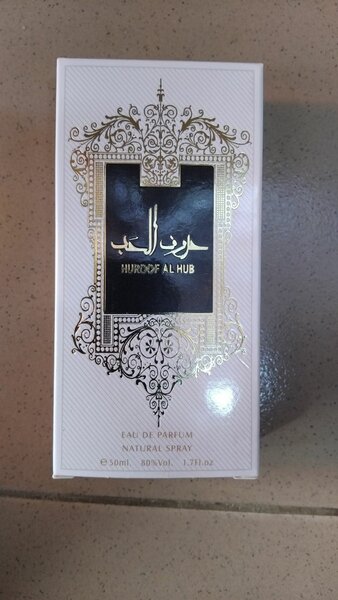 حروف الحب
HUROOF AL HUB
EAU DE PARFUM
NATURAL SPRAY
℮50ml. 80%Vol. 1.7Fl.oz